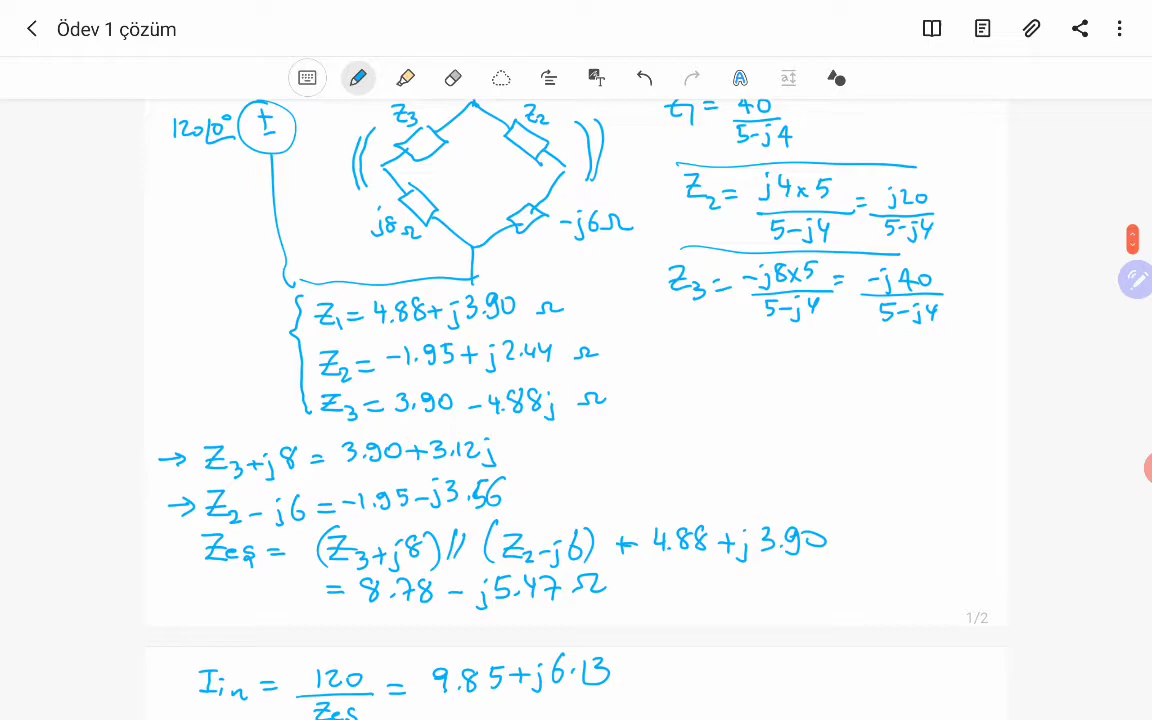 Ödev 1 çözüm
120∠0°
±
Z3
Z2
j8Ω
-j6Ω
Z1 = 40 / 5-j4
Z2 = j4×5 / 5-j4 = j20 / 5-j4
Z3 = -j8×5 / 5-j4 = -j40 / 5-j4
Z1 = 4.88+j3.90 Ω
Z2 = -1.95+j2.44 Ω
Z3 = 3.90 - 4.88j Ω
→ Z3+j8 = 3.90+3.12j
→ Z2-j6 = -1.95-j3.56
Zeş = (Z3+j8) // (Z2-j6) + 4.88+j3.90
= 8.78 - j5.47 Ω
1/2
Iin = 120 / Zeş = 9.85+j6.13